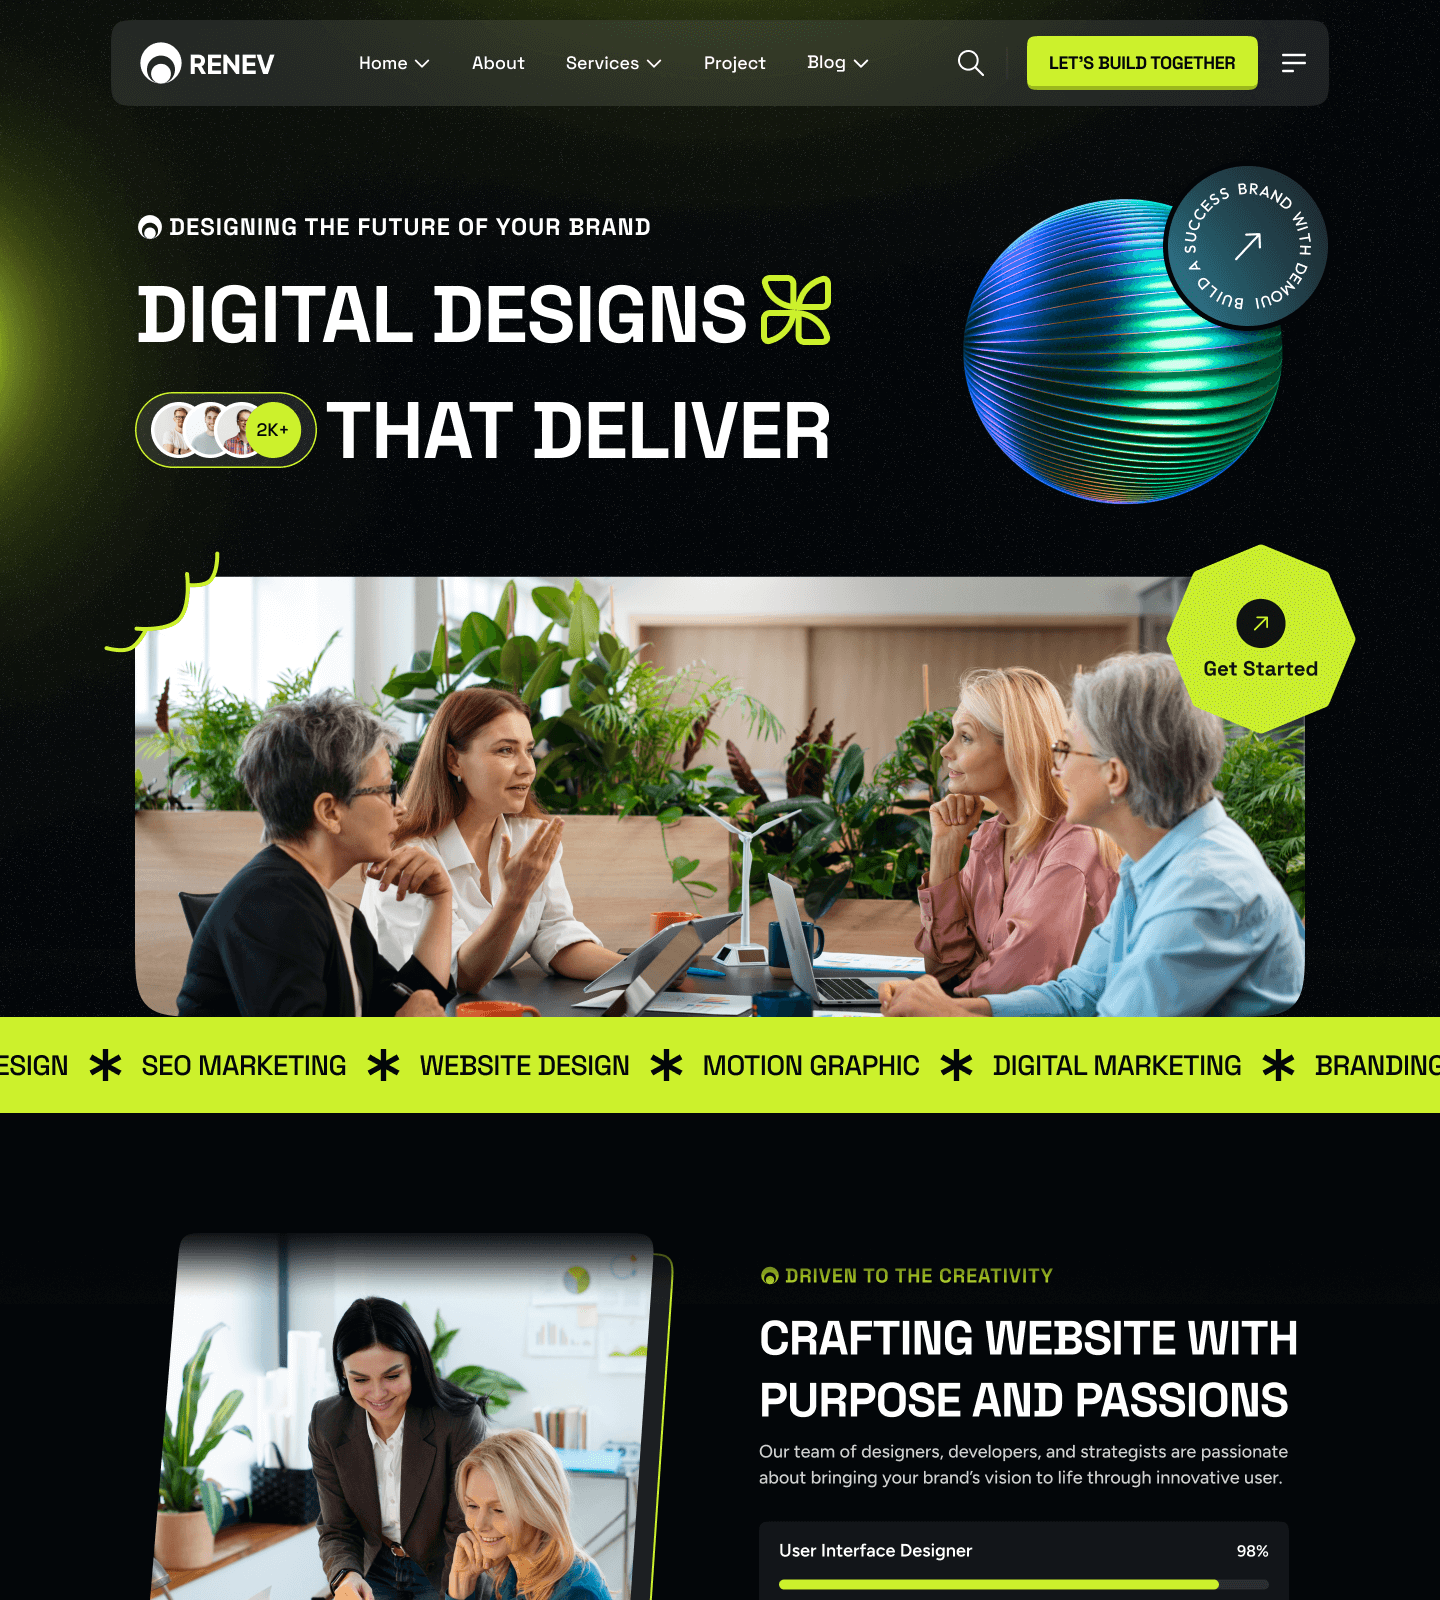 RENEV
Home
About
Services
Project
Blog
LET'S BUILD TOGETHER
BUILD A SUCCESS BRAND WITH DEMOUI
DESIGNING THE FUTURE OF YOUR BRAND
DIGITAL DESIGNS
2K+
THAT DELIVER
Get Started
ESIGN
SEO MARKETING
WEBSITE DESIGN
MOTION GRAPHIC
DIGITAL MARKETING
BRANDING
DRIVEN TO THE CREATIVITY
CRAFTING WEBSITE WITH
PURPOSE AND PASSIONS
Our team of designers, developers, and strategists are passionate
about bringing your brand's vision to life through innovative user.
User Interface Designer
98%